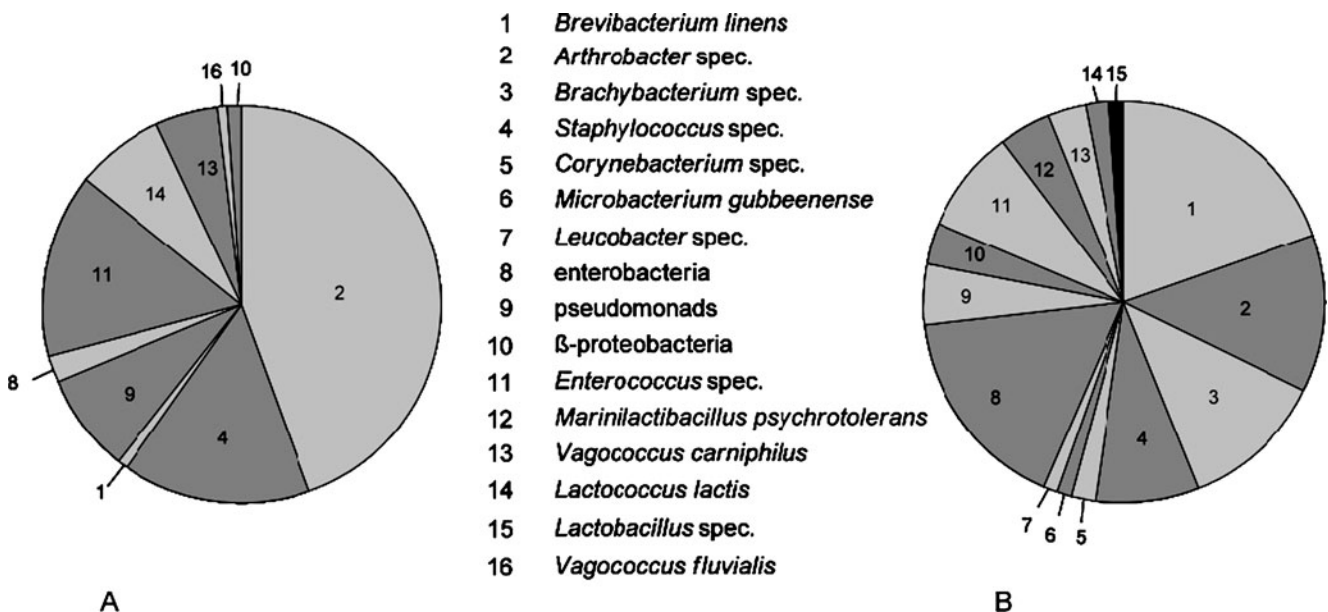 16 10
13
14
2
11
8
9
4
1
A
1 Brevibacterium linens
2 Arthrobacter spec.
3 Brachybacterium spec.
4 Staphylococcus spec.
5 Corynebacterium spec.
6 Microbacterium gubbeenense
7 Leucobacter spec.
8 enterobacteria
9 pseudomonads
10 ß-proteobacteria
11 Enterococcus spec.
12 Marinilactibacillus psychrotolerans
13 Vagococcus carniphilus
14 Lactococcus lactis
15 Lactobacillus spec.
16 Vagococcus fluvialis
14 15
13
12
11
1
10
2
9
3
8
4
7
6
5
B